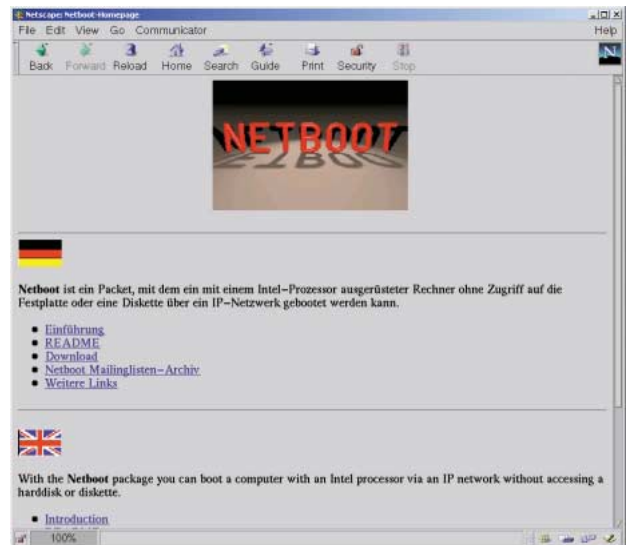 Netscape: Netboot-Homepage
File Edit View Go Communicator Help
Back Forward Reload Home Search Guide Print Security Stop
N
NETBOOT
Netboot ist ein Packet, mit dem ein mit einem Intel-Prozessor ausgerüsteter Rechner ohne Zugriff auf die
Festplatte oder eine Diskette über ein IP-Netzwerk gebootet werden kann.
Einführung
README
Download
Netboot Mailinglisten-Archiv
Weitere Links
With the Netboot package you can boot a computer with an Intel processor via an IP network without accessing a
harddisk or diskette.
Introduction
100%